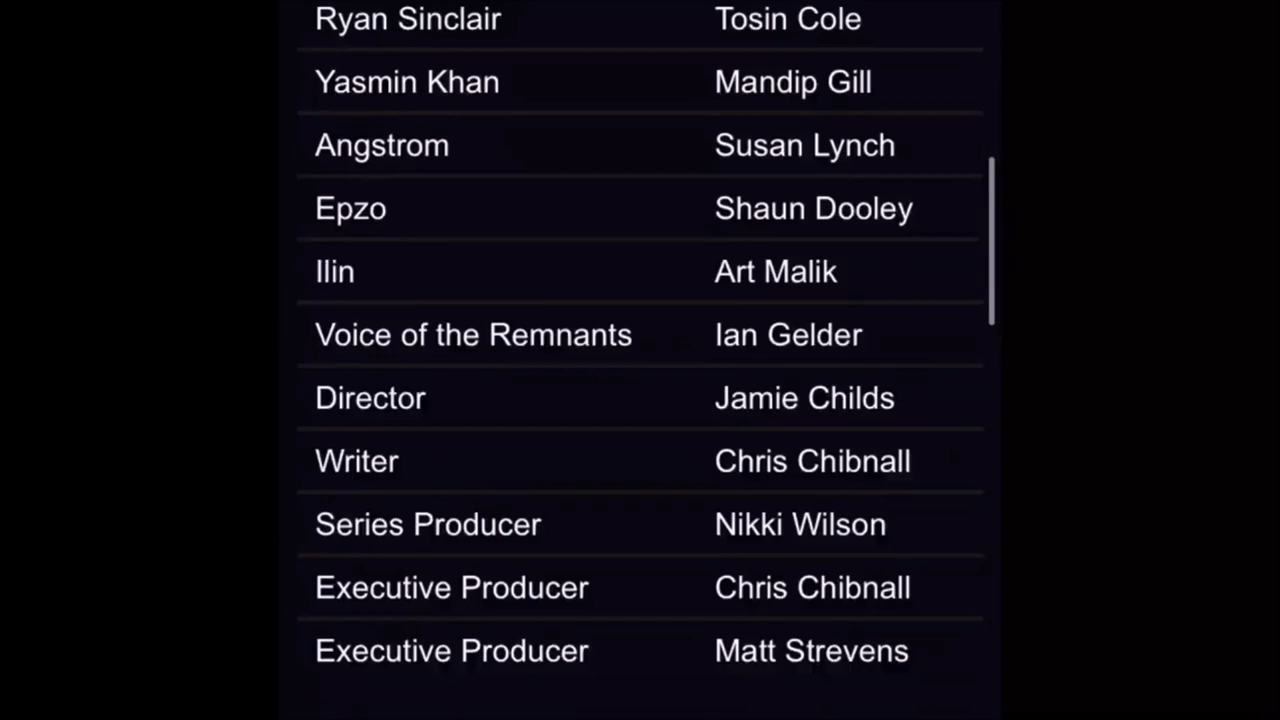 Ryan Sinclair Tosin Cole
Yasmin Khan Mandip Gill
Angstrom Susan Lynch
Epzo Shaun Dooley
Ilin Art Malik
Voice of the Remnants Ian Gelder
Director Jamie Childs
Writer Chris Chibnall
Series Producer Nikki Wilson
Executive Producer Chris Chibnall
Executive Producer Matt Strevens